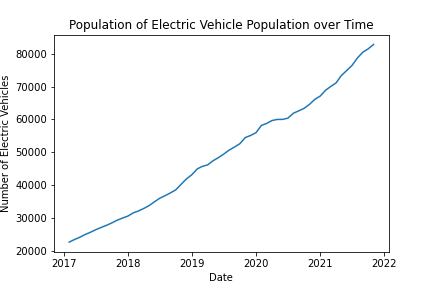 Population of Electric Vehicle Population over Time
Number of Electric Vehicles
80000
70000
60000
50000
40000
30000
20000
2017 2018 2019 2020 2021 2022
Date